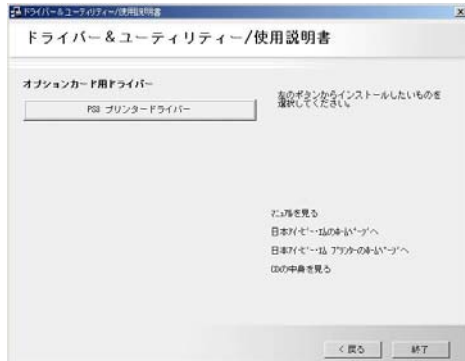 ドライバー&ユーティリティー/使用説明書
ドライバー&ユーティリティー/使用説明書
オプションカード用ドライバー
PS3 プリンタードライバー
左のボタンからインストールしたいものを
選択してください。
マニュアルを見る
日本アイ・ビー・エムのホームページへ
日本アイ・ビー・エム プリンターのホームページへ
CDの中身を見る
< 戻る
終了